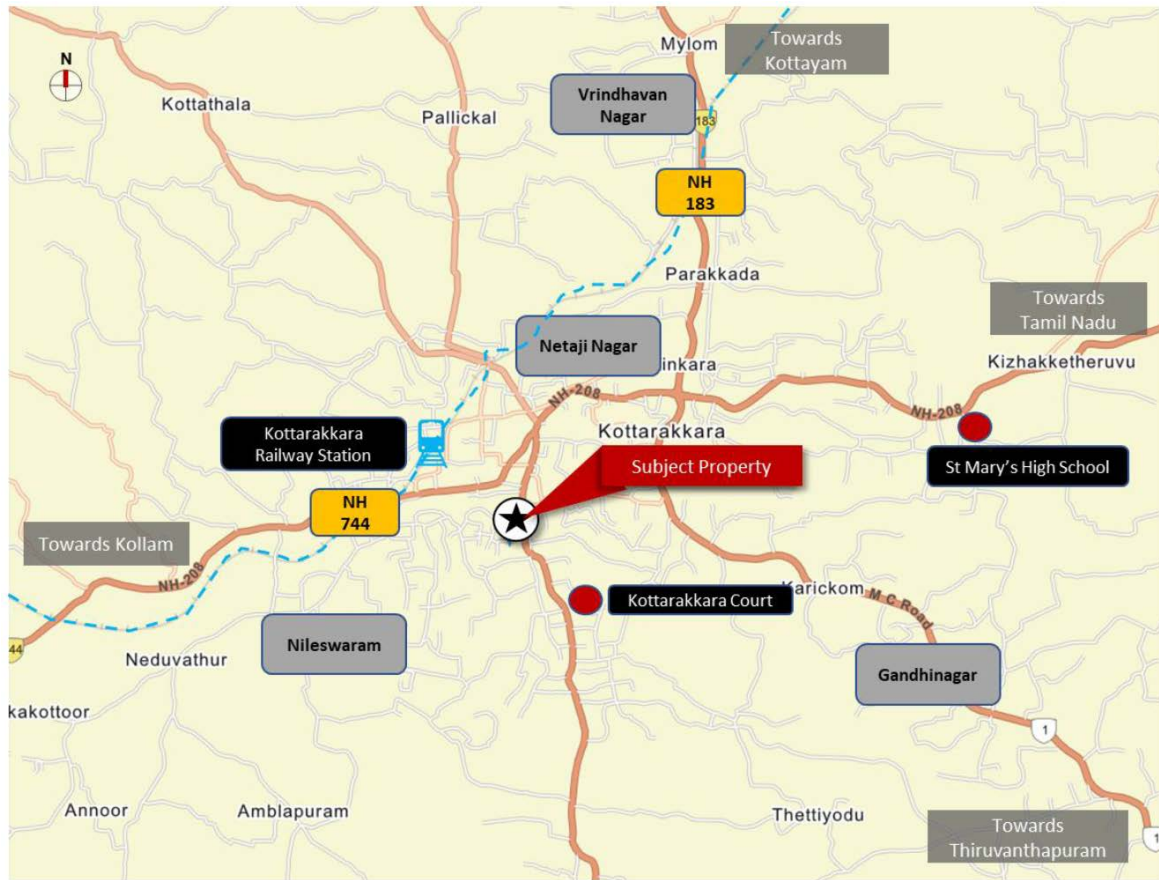 N
Mylom
Towards
Kottayam
Kottathala
Vrindhavan
Nagar
Pallickal
183
NH
183
Parakkada
Towards
Tamil Nadu
Netaji Nagar
inkara
Kizhakketheruvu
NH-208
NH-208
Kottarakkara
Railway Station
Kottarakkara
Subject Property
St Mary's High School
NH
744
Towards Kollam
NH-208
Karickom
M C Road
Kottarakkara Court
Nileswaram
44
Neduvathur
Gandhinagar
kakottoor
1
Annoor
Amblapuram
Thettiyodu
Towards
Thiruvanthapuram
1